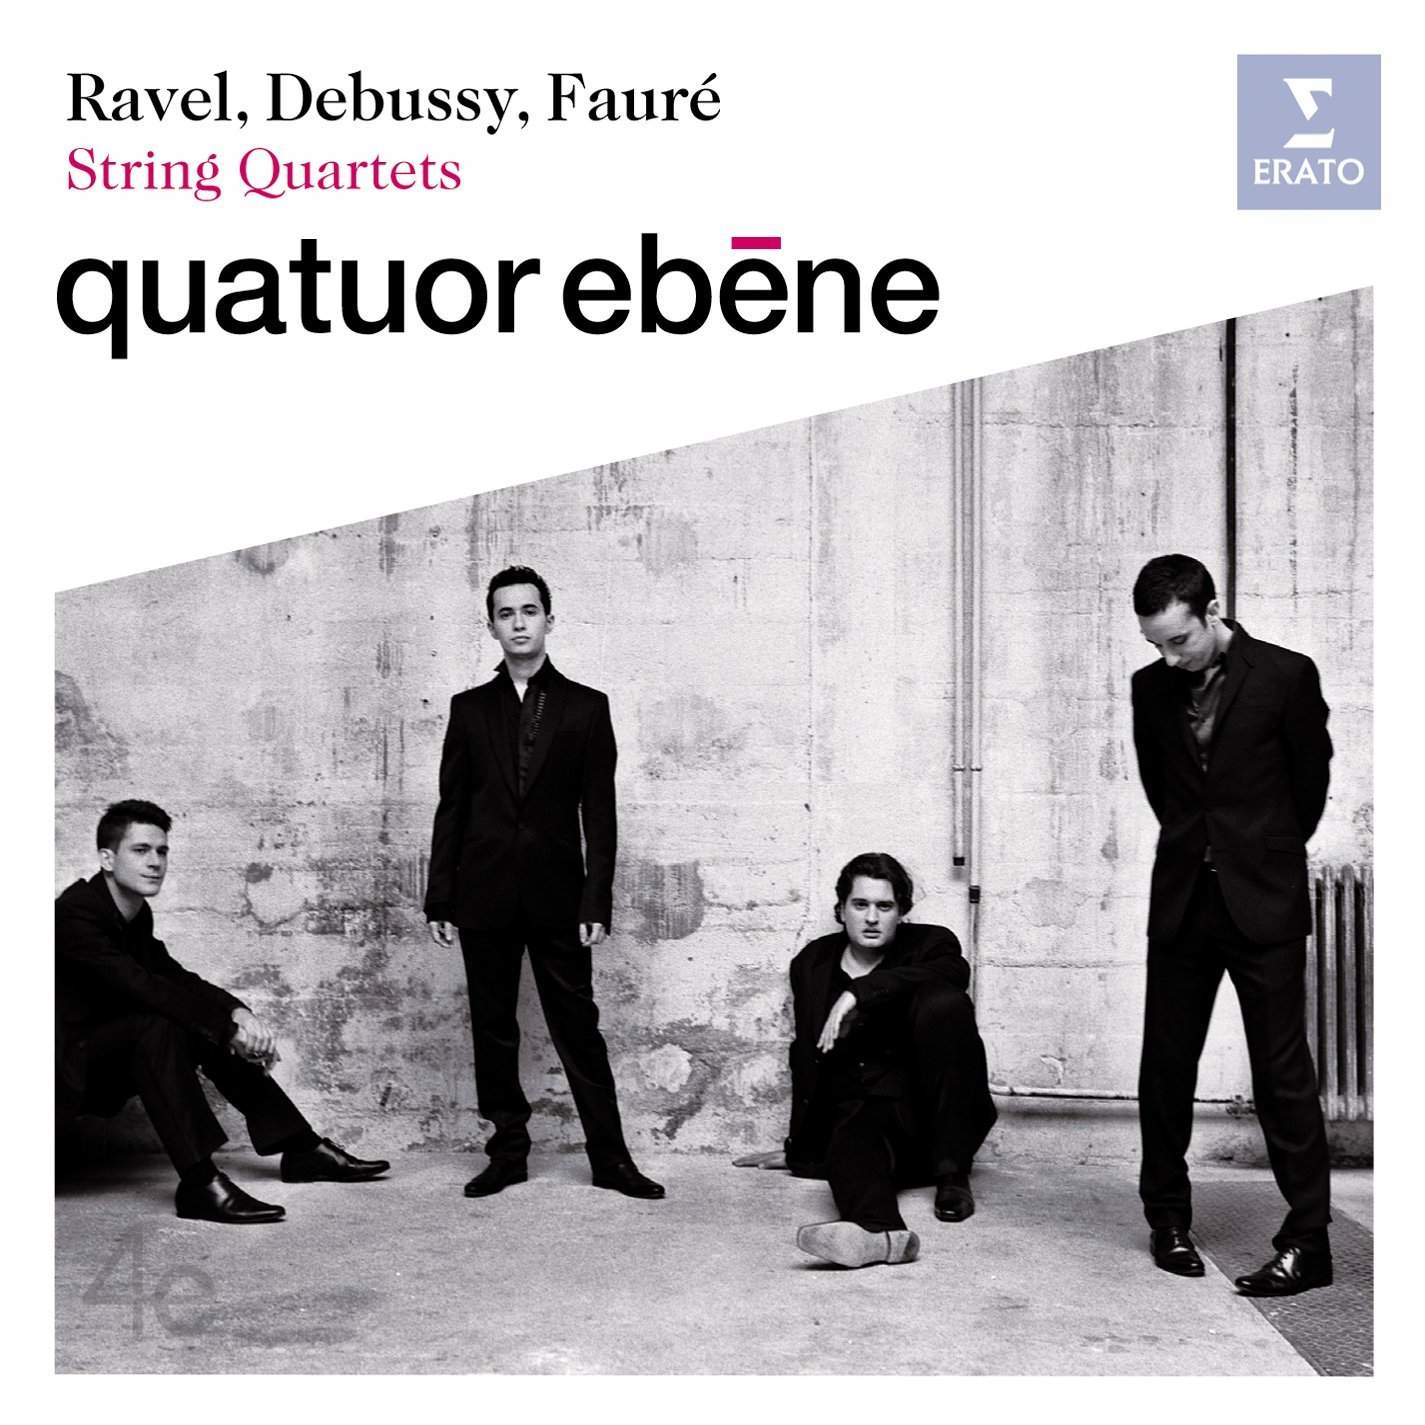 Ravel, Debussy, Fauré
String Quartets
ERATO
quatuor ebēne
4e